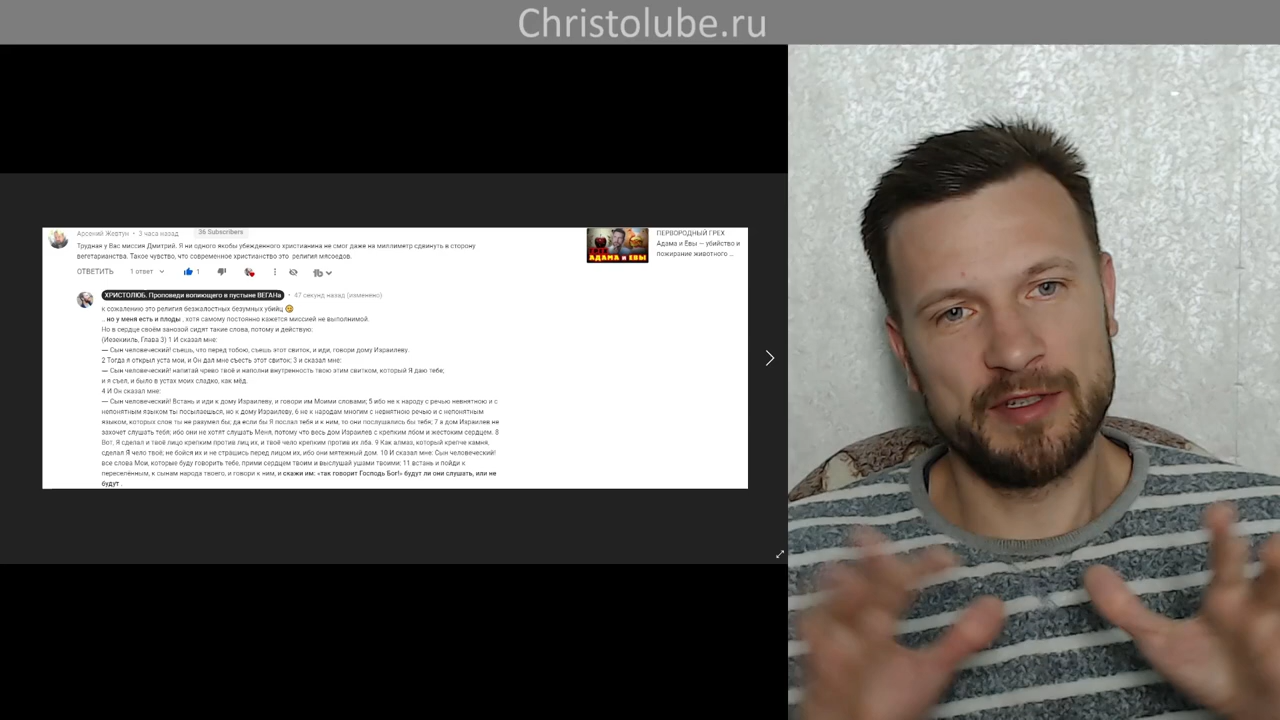 Christolube.ru
Арсений Жевтун • 3 часа назад 36 Subscribers
Трудная у Вас миссия Дмитрий. Я ни одного якобы убежденного христианина не смог даже на миллиметр сдвинуть в сторону
вегетарианства. Такое чувство, что современное христианство это религия мясоедов.
ОТВЕТИТЬ 1 ответ 1
ПЕРВОРОДНЫЙ ГРЕХ
Адама и Евы — убийство и
пожирание животного ...
АДАМА и ЕВЫ
ХРИСТОЛЮБ. Проповеди вопиющего в пустыне ВЕГАНа • 47 секунд назад (изменено)
к сожалению это религия безжалостных безумных убийц
.. но у меня есть и плоды , хотя самому постоянно кажется миссией не выполнимой.
Но в сердце своём занозой сидят такие слова, потому и действую:
(Иезекииль, Глава 3) 1 И сказал мне:
— Сын человеческий! съешь, что перед тобою, съешь этот свиток, и иди, говори дому Израилеву.
2 Тогда я открыл уста мои, и Он дал мне съесть этот свиток; 3 и сказал мне:
— Сын человеческий! напитай чрево твоё и наполни внутренность твою этим свитком, который Я даю тебе;
и я съел, и было в устах моих сладко, как мёд.
4 И Он сказал мне:
— Сын человеческий! Встань и иди к дому Израилеву, и говори им Моими словами; 5 ибо не к народу с речью невнятною и с
непонятным языком ты посылаешься, но к дому Израилеву, 6 не к народам многим с невнятною речью и с непонятным
языком, которых слов ты не разумел бы; да если бы Я послал тебя и к ним, то они послушались бы тебя; 7 а дом Израилев не
захочет слушать тебя; ибо они не хотят слушать Меня, потому что весь дом Израилев с крепким лбом и жестоким сердцем. 8
Вот, Я сделал и твоё лицо крепким против лиц их, и твоё чело крепким против их лба. 9 Как алмаз, который крепче камня,
сделал Я чело твоё; не бойся их и не страшись перед лицом их, ибо они мятежный дом. 10 И сказал мне: Сын человеческий!
все слова Мои, которые буду говорить тебе, прими сердцем твоим и выслушай ушами твоими; 11 встань и пойди к
переселённым, к сынам народа твоего, и говори к ним, и скажи им: «так говорит Господь Бог!» будут ли они слушать, или не
будут .